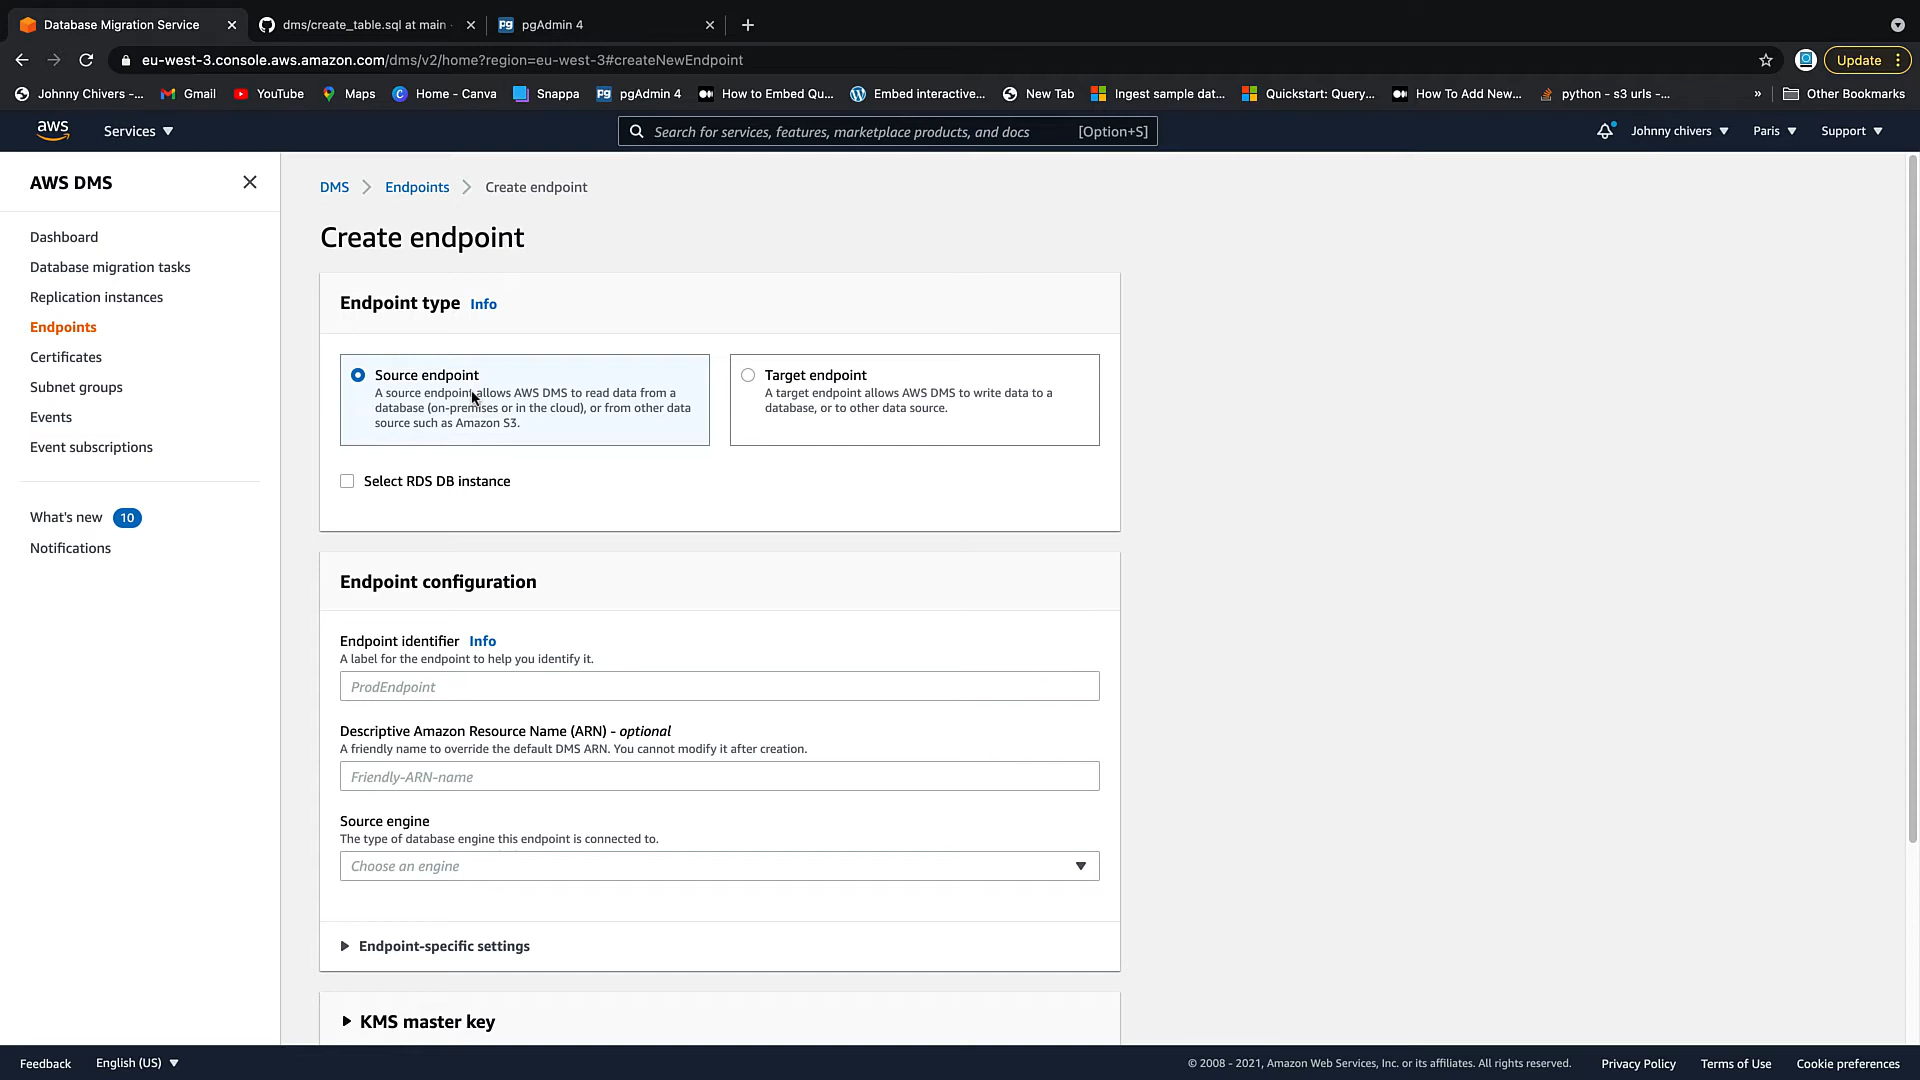 Database Migration Service
dms/create_table.sql at main
pgAdmin 4
eu-west-3.console.aws.amazon.com/dms/v2/home?region=eu-west-3#createNewEndpoint
Update
Johnny Chivers -...
Gmail
YouTube
Maps
Home - Canva
Snappa
pgAdmin 4
How to Embed Qu...
Embed interactive...
New Tab
Ingest sample dat...
Quickstart: Query...
How To Add New...
python - s3 urls -...
»
Other Bookmarks
aws
Services
Search for services, features, marketplace products, and docs
[Option+S]
Johnny chivers
Paris
Support
AWS DMS
Dashboard
Database migration tasks
Replication instances
Endpoints
Certificates
Subnet groups
Events
Event subscriptions
What's new 10
Notifications
DMS
Endpoints
Create endpoint
Create endpoint
Endpoint type Info
Source endpoint
A source endpoint allows AWS DMS to read data from a
database (on-premises or in the cloud), or from other data
source such as Amazon S3.
Target endpoint
A target endpoint allows AWS DMS to write data to a
database, or to other data source.
Select RDS DB instance
Endpoint configuration
Endpoint identifier Info
A label for the endpoint to help you identify it.
ProdEndpoint
Descriptive Amazon Resource Name (ARN) - optional
A friendly name to override the default DMS ARN. You cannot modify it after creation.
Friendly-ARN-name
Source engine
The type of database engine this endpoint is connected to.
Choose an engine
Endpoint-specific settings
KMS master key
Feedback
English (US)
© 2008 - 2021, Amazon Web Services, Inc. or its affiliates. All rights reserved.
Privacy Policy
Terms of Use
Cookie preferences